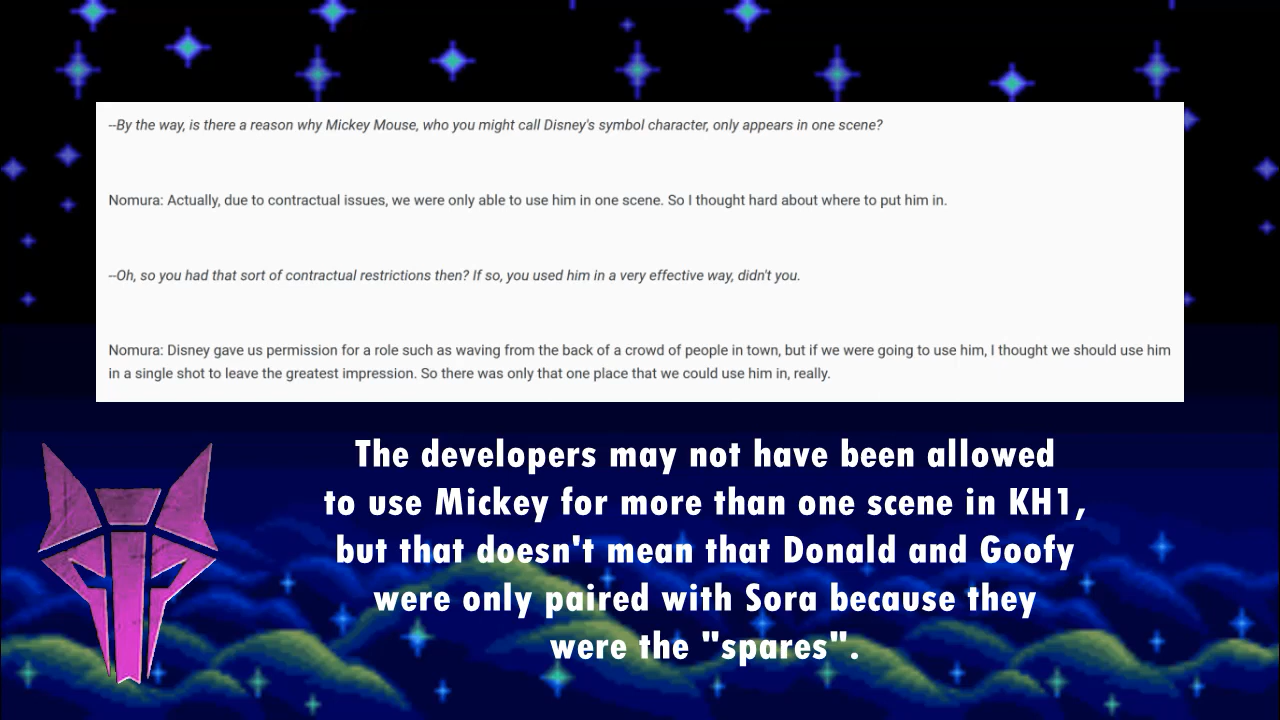 --By the way, is there a reason why Mickey Mouse, who you might call Disney's symbol character, only appears in one scene?
Nomura: Actually, due to contractual issues, we were only able to use him in one scene. So I thought hard about where to put him in.
--Oh, so you had that sort of contractual restrictions then? If so, you used him in a very effective way, didn't you.
Nomura: Disney gave us permission for a role such as waving from the back of a crowd of people in town, but if we were going to use him, I thought we should use him
in a single shot to leave the greatest impression. So there was only that one place that we could use him in, really.
The developers may not have been allowed
to use Mickey for more than one scene in KH1,
but that doesn't mean that Donald and Goofy
were only paired with Sora because they
were the "spares".